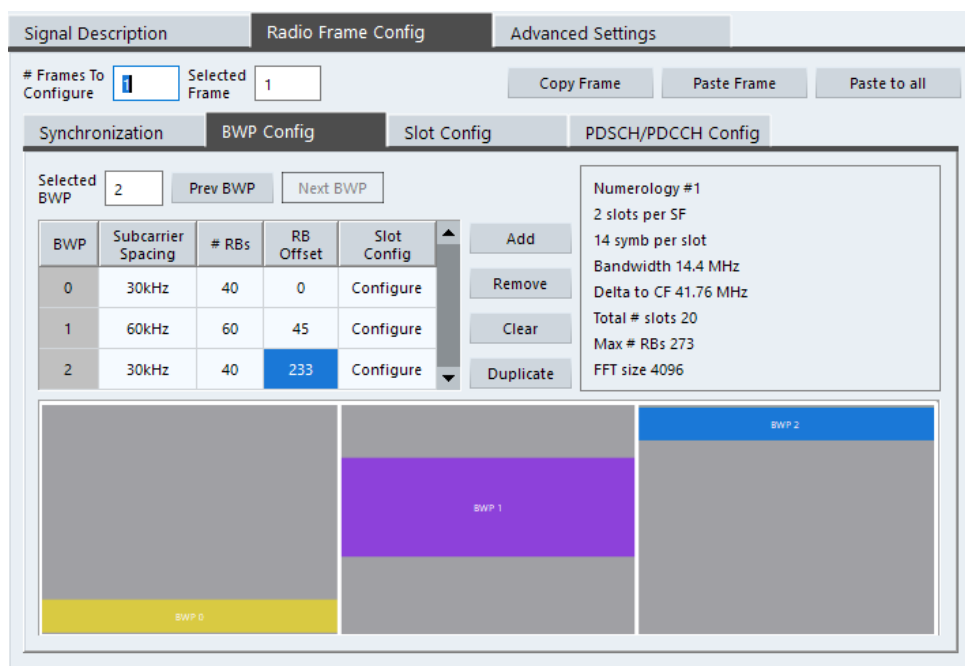 Signal Description
Radio Frame Config
Advanced Settings
# Frames To
Configure
1
Selected
Frame
1
Copy Frame
Paste Frame
Paste to all
Synchronization
BWP Config
Slot Config
PDSCH/PDCCH Config
Selected
BWP
2
Prev BWP
Next BWP
BWP
Subcarrier
Spacing
# RBs
RB
Offset
Slot
Config
0 30kHz 40 0 Configure
1 60kHz 60 45 Configure
2 30kHz 40 233 Configure
Add
Remove
Clear
Duplicate
Numerology #1
2 slots per SF
14 symb per slot
Bandwidth 14.4 MHz
Delta to CF 41.76 MHz
Total # slots 20
Max # RBs 273
FFT size 4096
BWP 0
BWP 1
BWP 2